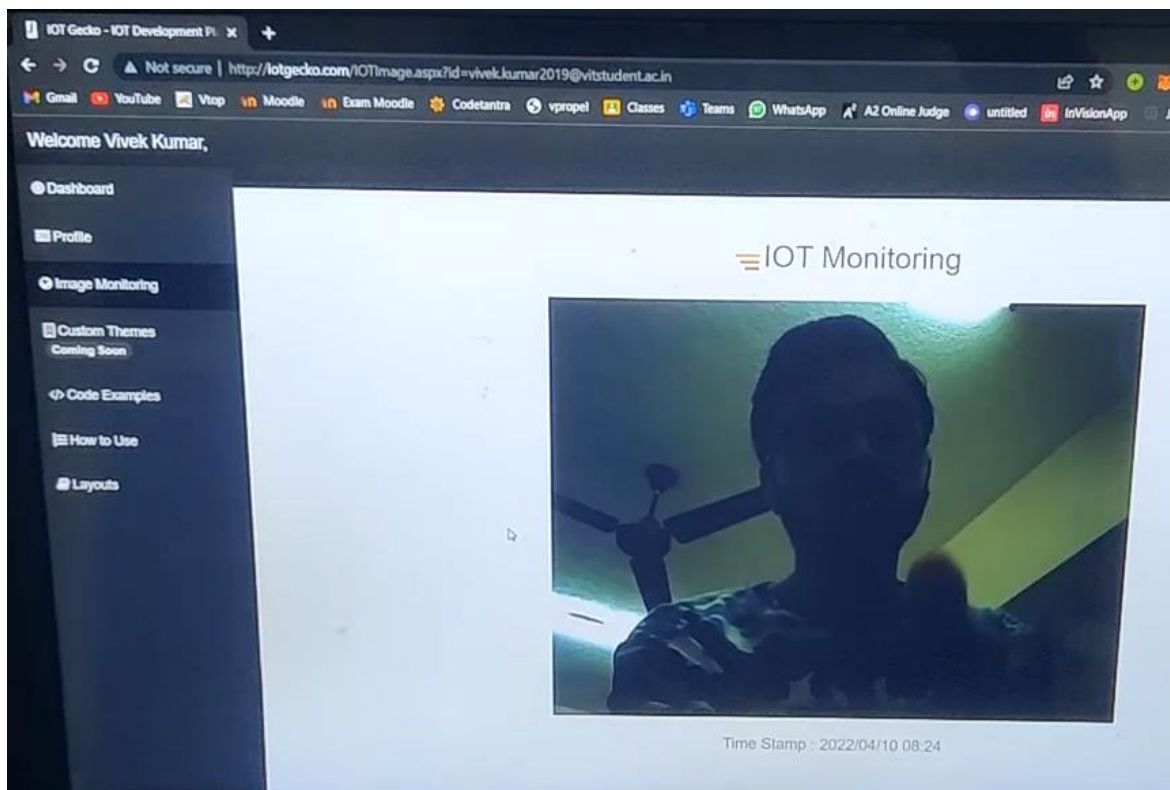 IOT Gecko - IOT Development Pl
Not secure | http://iotgecko.com/IOTImage.aspx?id=vivek.kumar2019@vitstudent.ac.in
Gmail YouTube Vtop Moodle Exam Moodle Codetantra vpropel Classes Teams WhatsApp A2 Online Judge untitled InVisionApp
Welcome Vivek Kumar,
Dashboard
Profile
Image Monitoring
Custom Themes
Coming Soon
Code Examples
How to Use
Layouts
IOT Monitoring
Time Stamp : 2022/04/10 08:24